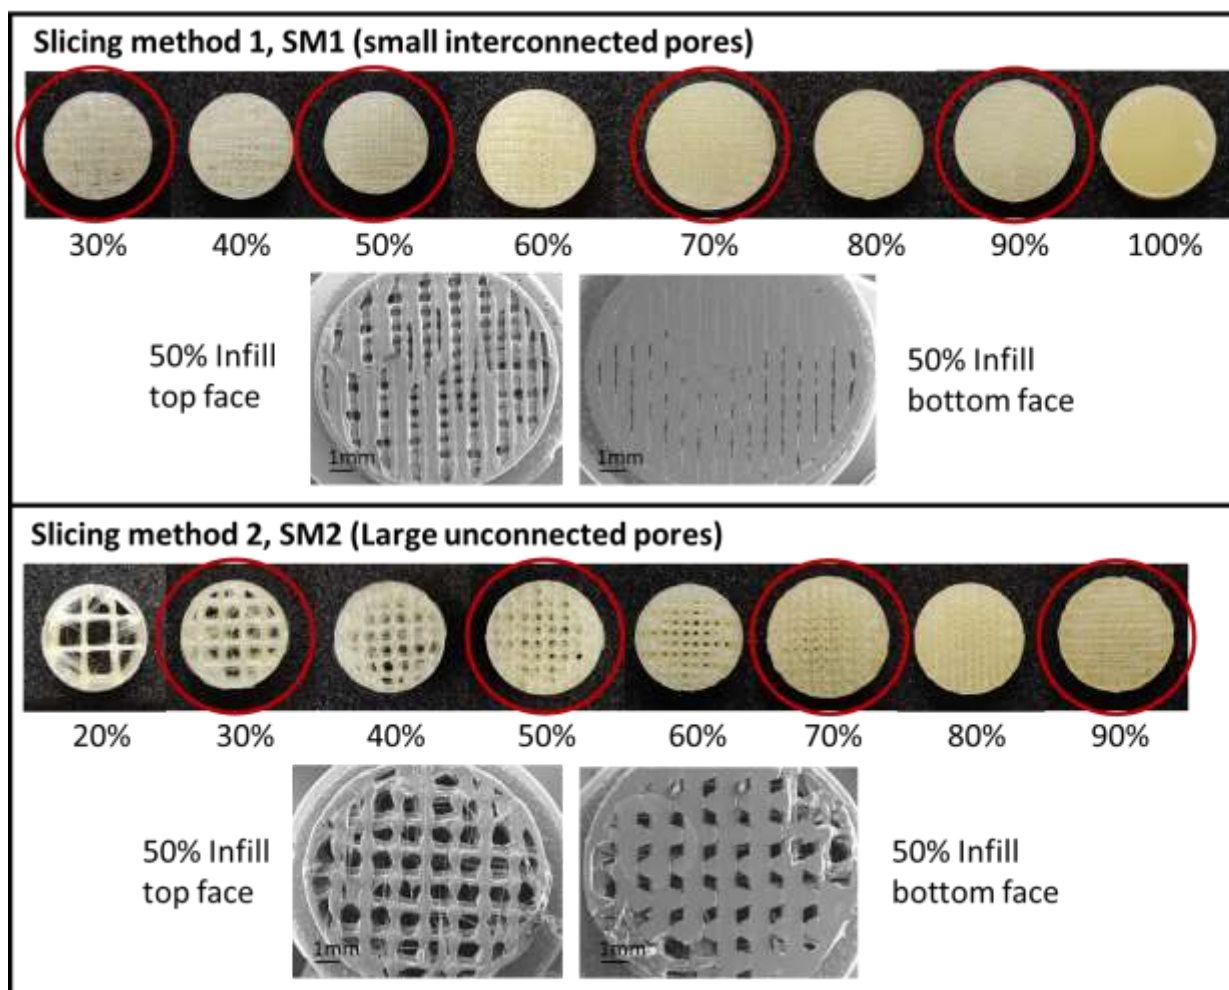 Slicing method 1, SM1 (small interconnected pores)
30% 40% 50% 60% 70% 80% 90% 100%
50% Infill
top face
1mm
1mm
50% Infill
bottom face
Slicing method 2, SM2 (Large unconnected pores)
20% 30% 40% 50% 60% 70% 80% 90%
50% Infill
top face
1mm
1mm
50% Infill
bottom face